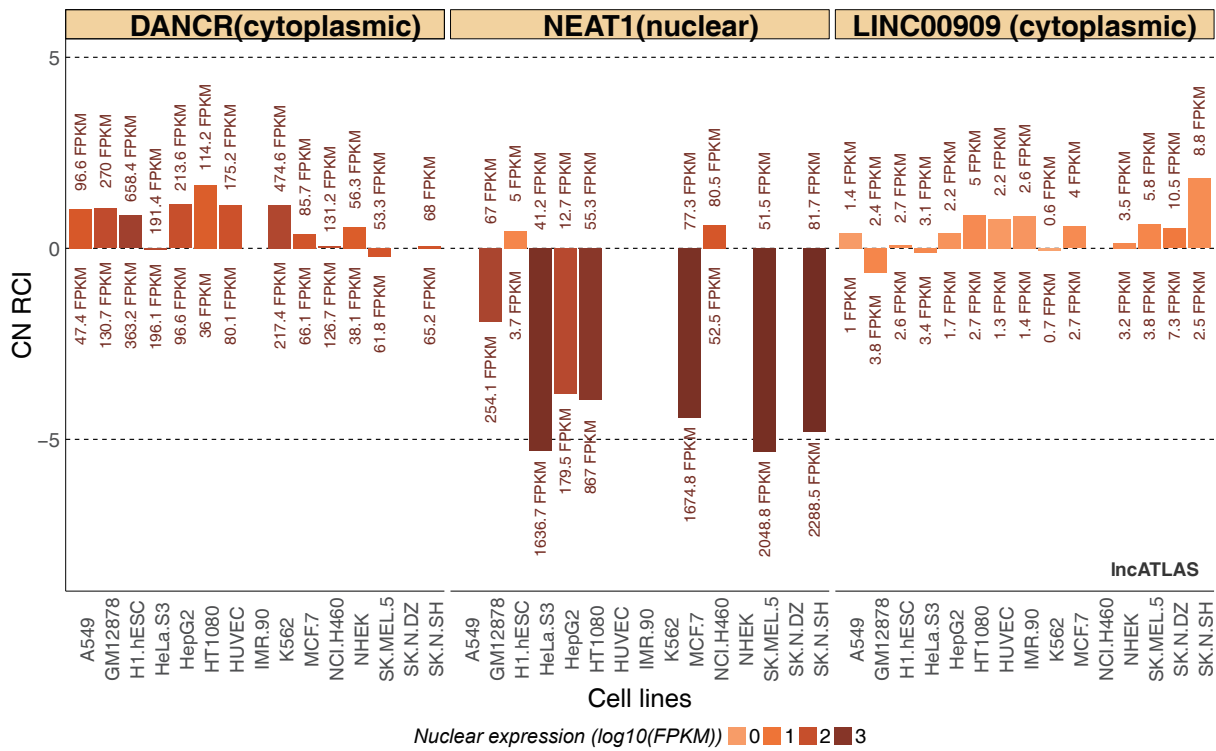 DANCR(cytoplasmic) NEAT1(nuclear) LINC00909 (cytoplasmic)
CN RCI
5
0
−5
96.6 FPKM
270 FPKM
658.4 FPKM
191.4 FPKM
213.6 FPKM
114.2 FPKM
175.2 FPKM
474.6 FPKM
85.7 FPKM
131.2 FPKM
56.3 FPKM
53.3 FPKM
68 FPKM
47.4 FPKM
130.7 FPKM
363.2 FPKM
196.1 FPKM
96.6 FPKM
36 FPKM
80.1 FPKM
217.4 FPKM
66.1 FPKM
126.7 FPKM
38.1 FPKM
61.8 FPKM
65.2 FPKM
67 FPKM
5 FPKM
41.2 FPKM
12.7 FPKM
55.3 FPKM
77.3 FPKM
80.5 FPKM
51.5 FPKM
81.7 FPKM
254.1 FPKM
3.7 FPKM
1636.7 FPKM
179.5 FPKM
867 FPKM
1674.8 FPKM
52.5 FPKM
2048.8 FPKM
2288.5 FPKM
1.4 FPKM
2.4 FPKM
2.7 FPKM
3.1 FPKM
2.2 FPKM
5 FPKM
2.2 FPKM
2.6 FPKM
0.6 FPKM
4 FPKM
3.5 FPKM
5.8 FPKM
10.5 FPKM
8.8 FPKM
1 FPKM
3.8 FPKM
2.6 FPKM
3.4 FPKM
1.7 FPKM
2.7 FPKM
1.3 FPKM
1.4 FPKM
0.7 FPKM
2.7 FPKM
3.2 FPKM
3.8 FPKM
7.3 FPKM
2.5 FPKM
lncATLAS
A549
GM12878
H1.hESC
HeLa.S3
HepG2
HT1080
HUVEC
IMR.90
K562
MCF.7
NCI.H460
NHEK
SK.MEL.5
SK.N.DZ
SK.N.SH
A549
GM12878
H1.hESC
HeLa.S3
HepG2
HT1080
HUVEC
IMR.90
K562
MCF.7
NCI.H460
NHEK
SK.MEL.5
SK.N.DZ
SK.N.SH
A549
GM12878
H1.hESC
HeLa.S3
HepG2
HT1080
HUVEC
IMR.90
K562
MCF.7
NCI.H460
NHEK
SK.MEL.5
SK.N.DZ
SK.N.SH
Cell lines
Nuclear expression (log10(FPKM)) 0 1 2 3